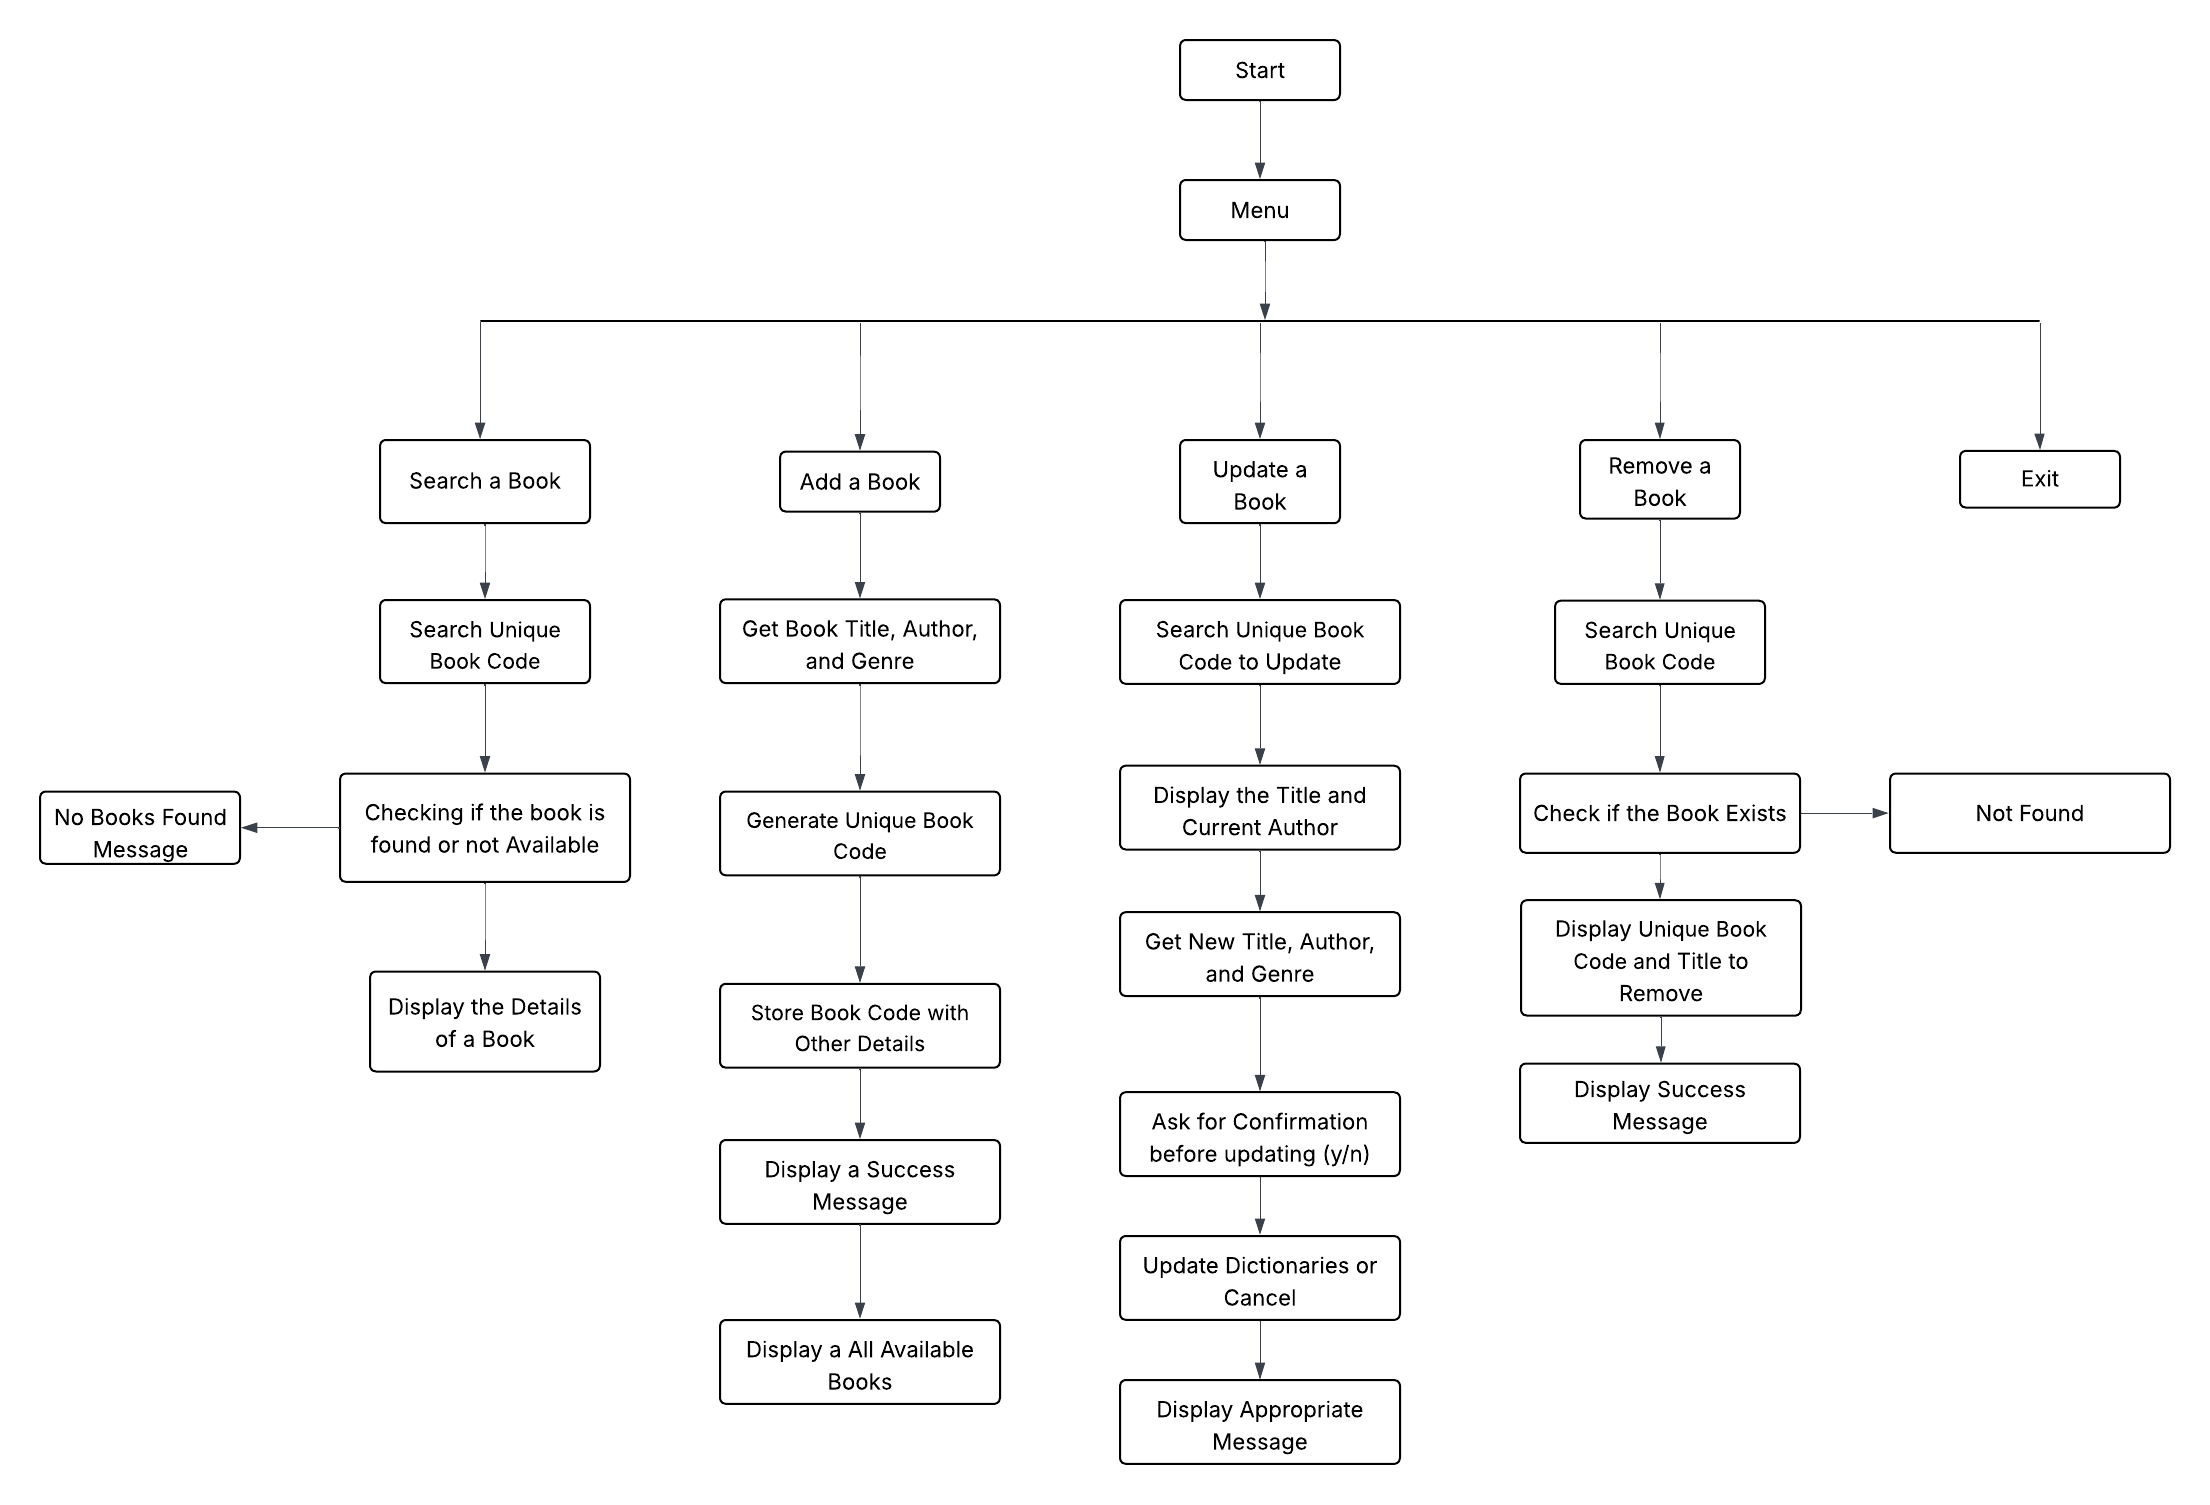 Start
Menu
Search a Book
Add a Book
Update a
Book
Remove a
Book
Exit
Search Unique
Book Code
Get Book Title, Author,
and Genre
Search Unique Book
Code to Update
Search Unique
Book Code
No Books Found
Message
Checking if the book is
found or not Available
Generate Unique Book
Code
Display the Title and
Current Author
Check if the Book Exists
Not Found
Display the Details
of a Book
Store Book Code with
Other Details
Get New Title, Author,
and Genre
Display Unique Book
Code and Title to
Remove
Display a Success
Message
Ask for Confirmation
before updating (y/n)
Display Success
Message
Display a All Available
Books
Update Dictionaries or
Cancel
Display Appropriate
Message